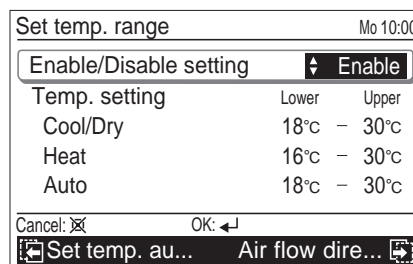 Set temp. range Mo 10:00
Enable/Disable setting Enable
Temp. setting Lower Upper
Cool/Dry 18°C – 30°C
Heat 16°C – 30°C
Auto 18°C – 30°C
Cancel: OK:
Set temp. au... Air flow dire...